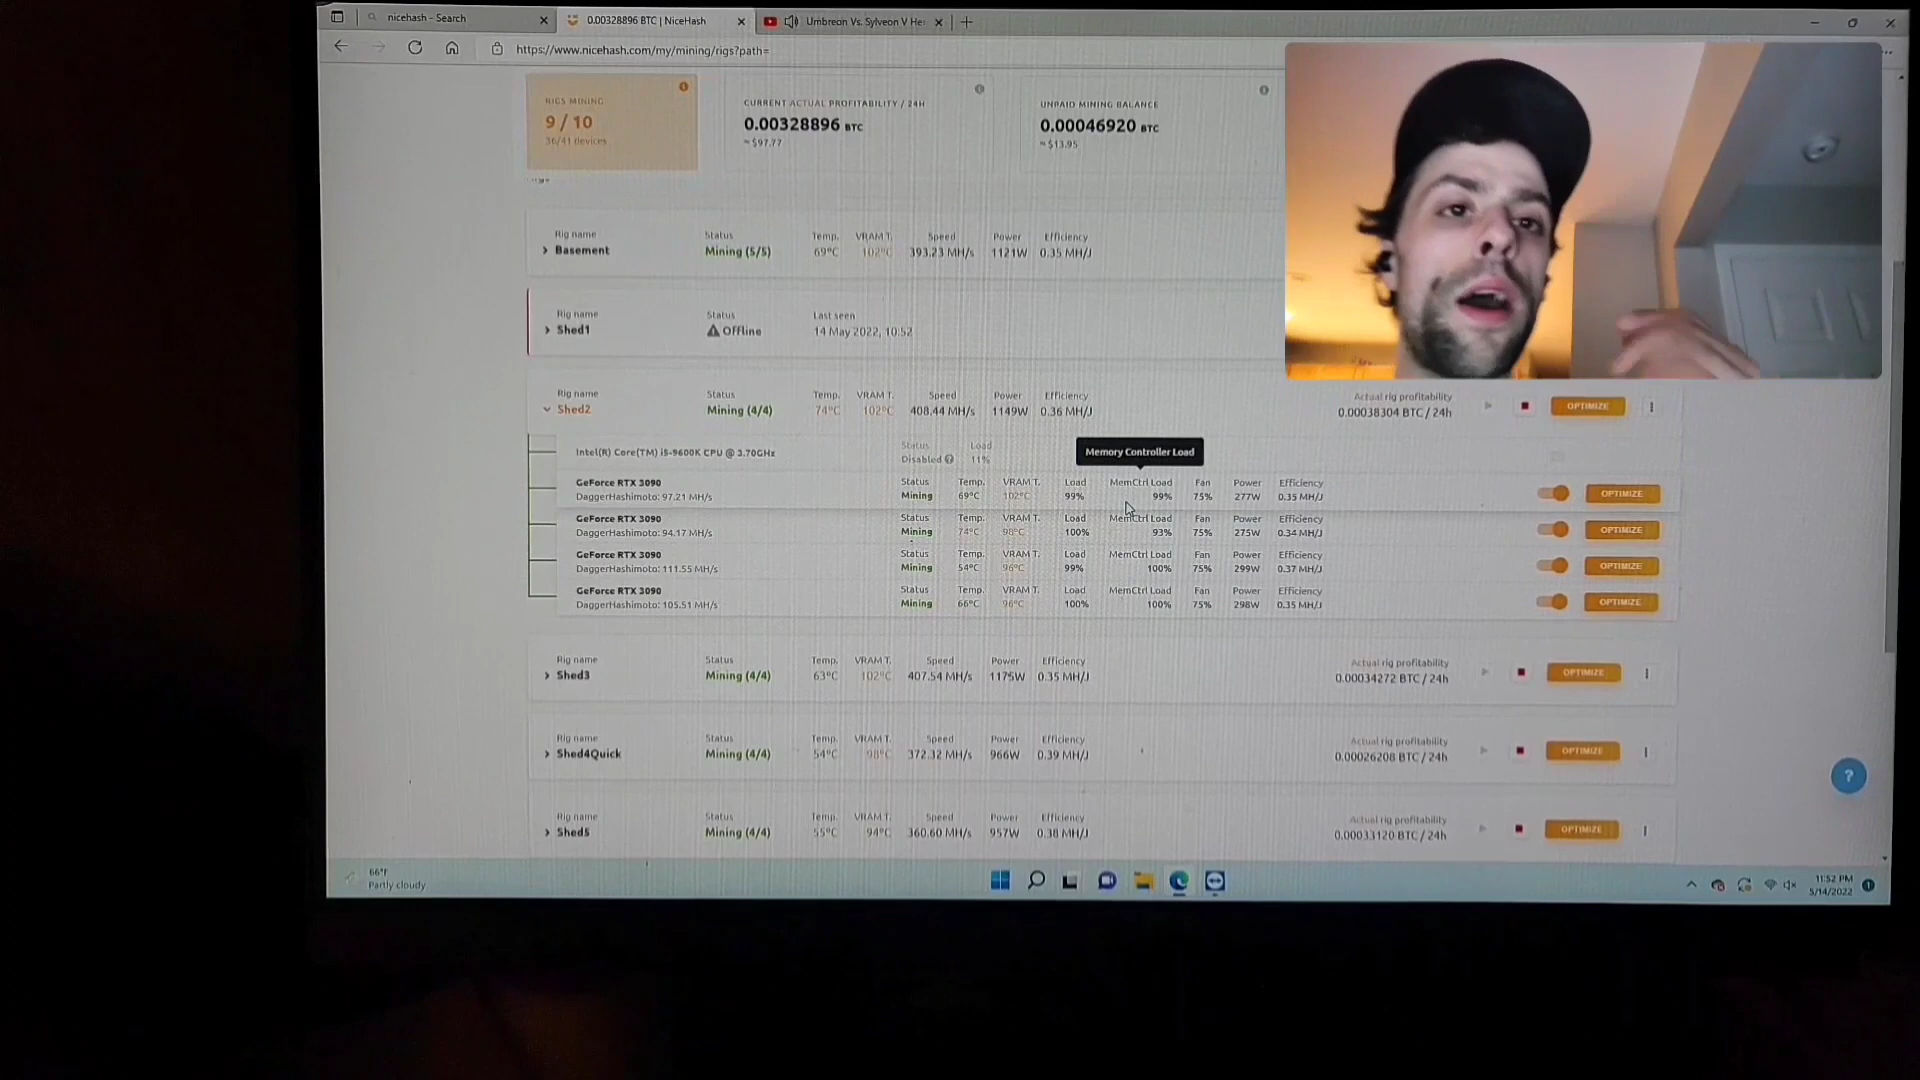 nicehash - Search
0.00328896 BTC | NiceHash
Umbreon Vs. Sylveon V He
https://www.nicehash.com/my/mining/rigs?path=
RIGS MINING
9 / 10
36/41 devices
CURRENT ACTUAL PROFITABILITY / 24H
0.00328896 BTC
≈ $97.77
UNPAID MINING BALANCE
0.00046920 BTC
≈ $13.95
Rig name Status Temp. VRAM T. Speed Power Efficiency
Basement Mining (5/5) 69°C 102°C 393.23 MH/s 1121W 0.35 MH/J
Rig name Status Last seen
Shed1 Offline 14 May 2022, 10:52
Rig name Status Temp. VRAM T. Speed Power Efficiency Actual rig profitability
Shed2 Mining (4/4) 74°C 102°C 408.44 MH/s 1149W 0.36 MH/J 0.00038304 BTC / 24h OPTIMIZE
Status Load
Intel(R) Core(TM) i5-9600K CPU @ 3.70GHz Disabled 11%
Memory Controller Load
GeForce RTX 3090 Status Temp. VRAM T. Load MemCtrl Load Fan Power Efficiency
DaggerHashimoto: 97.21 MH/s Mining 69°C 102°C 99% 99% 75% 277W 0.35 MH/J OPTIMIZE
GeForce RTX 3090 Status Temp. VRAM T. Load MemCtrl Load Fan Power Efficiency
DaggerHashimoto: 94.17 MH/s Mining 74°C 98°C 100% 93% 75% 275W 0.34 MH/J OPTIMIZE
GeForce RTX 3090 Status Temp. VRAM T. Load MemCtrl Load Fan Power Efficiency
DaggerHashimoto: 111.55 MH/s Mining 54°C 96°C 99% 100% 75% 299W 0.37 MH/J OPTIMIZE
GeForce RTX 3090 Status Temp. VRAM T. Load MemCtrl Load Fan Power Efficiency
DaggerHashimoto: 105.51 MH/s Mining 66°C 96°C 100% 100% 75% 298W 0.35 MH/J OPTIMIZE
Rig name Status Temp. VRAM T. Speed Power Efficiency Actual rig profitability
Shed3 Mining (4/4) 63°C 102°C 407.54 MH/s 1175W 0.35 MH/J 0.00034272 BTC / 24h OPTIMIZE
Rig name Status Temp. VRAM T. Speed Power Efficiency Actual rig profitability
Shed4Quick Mining (4/4) 54°C 98°C 372.32 MH/s 966W 0.39 MH/J 0.00026208 BTC / 24h OPTIMIZE
Rig name Status Temp. VRAM T. Speed Power Efficiency Actual rig profitability
Shed5 Mining (4/4) 55°C 94°C 360.60 MH/s 957W 0.38 MH/J 0.00033120 BTC / 24h OPTIMIZE
?
66°F
Partly cloudy
11:52 PM
5/14/2022
1